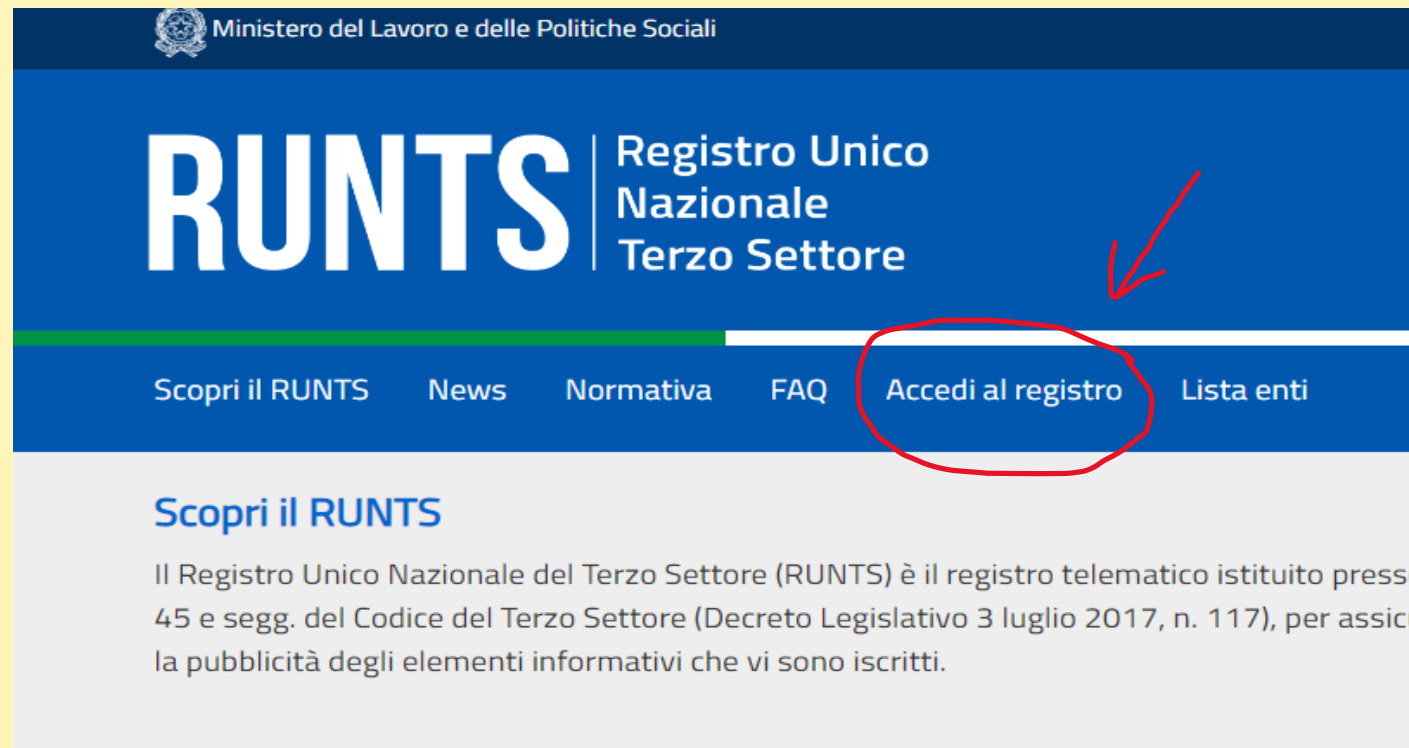 Ministero del Lavoro e delle Politiche Sociali
RUNTS
Registro Unico
Nazionale
Terzo Settore
Scopri il RUNTS News Normativa FAQ Accedi al registro Lista enti
Scopri il RUNTS
Il Registro Unico Nazionale del Terzo Settore (RUNTS) è il registro telematico istituito press
45 e segg. del Codice del Terzo Settore (Decreto Legislativo 3 luglio 2017, n. 117), per assic
la pubblicità degli elementi informativi che vi sono iscritti.